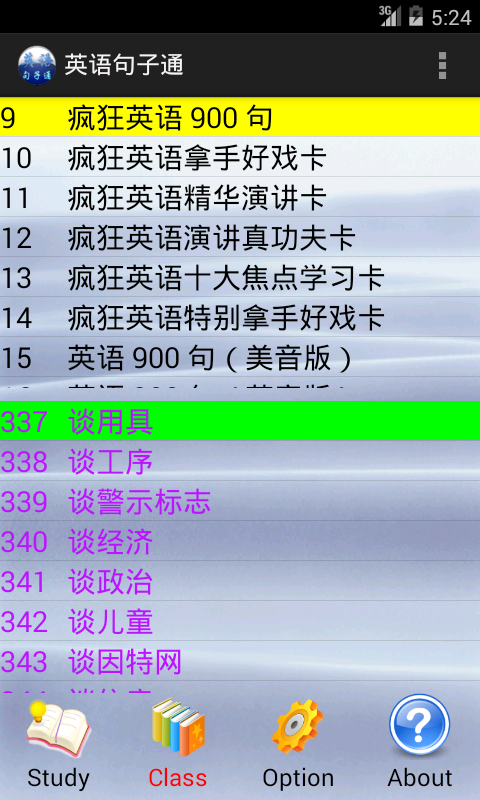 3G 5:24
英语句子通
9 疯狂英语 900 句
10 疯狂英语拿手好戏卡
11 疯狂英语精华演讲卡
12 疯狂英语演讲真功夫卡
13 疯狂英语十大焦点学习卡
14 疯狂英语特别拿手好戏卡
15 英语 900 句（美音版）
337 谈用具
338 谈工序
339 谈警示标志
340 谈经济
341 谈政治
342 谈儿童
343 谈因特网
Study Class Option About